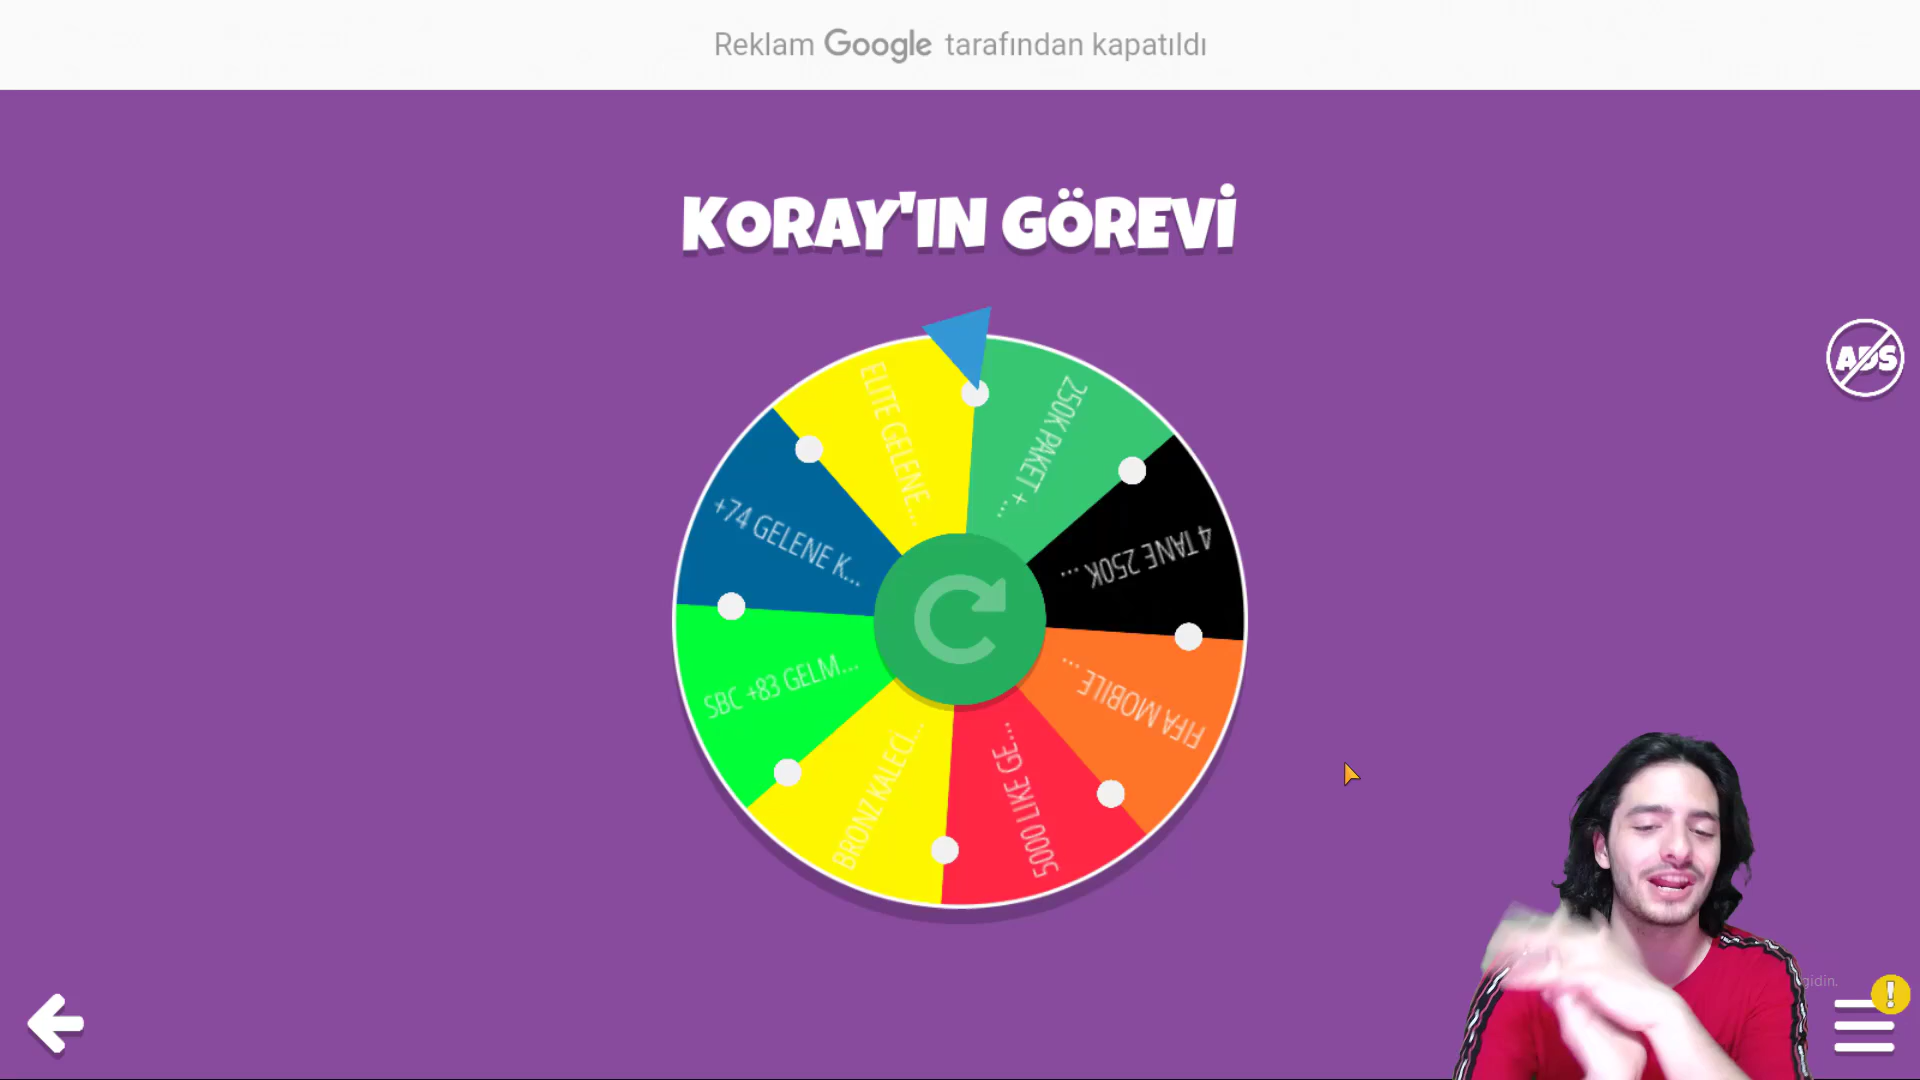 Reklam Google tarafından kapatıldı
KORAY'IN GÖREVİ
ELITE GELENE...
250K PAKET +...
+74 GELENE K...
4 TANE 250K ...
ADS
SBC +83 GELM...
FIFA MOBILE ...
BRONZ KALECİ...
5000 LIKE GE...
gidin.
!